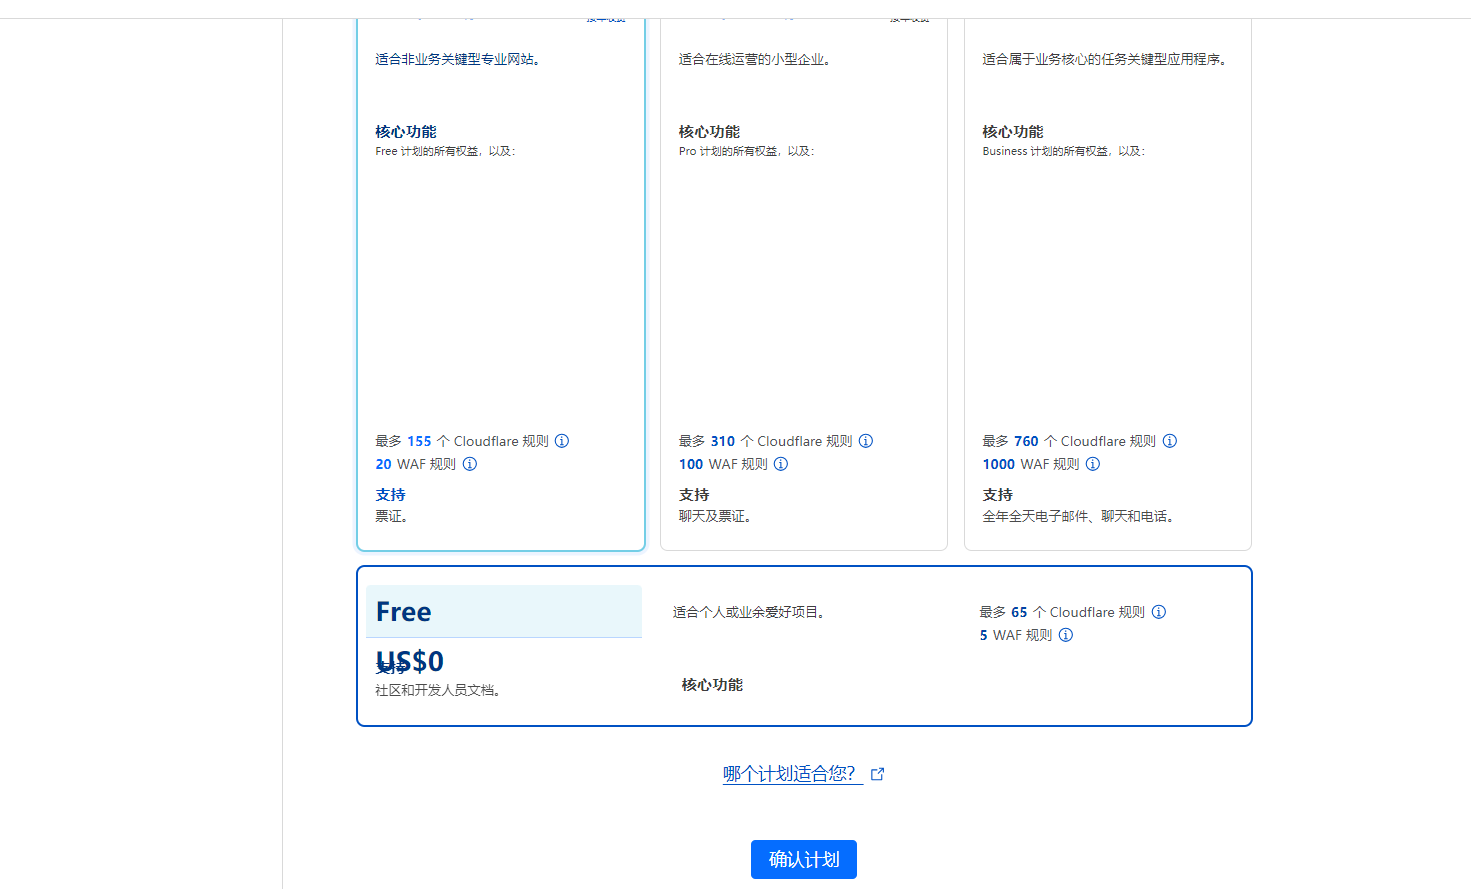 适合非业务关键型专业网站。
核心功能
Free 计划的所有权益，以及：
最多 155 个 Cloudflare 规则
20 WAF 规则
支持
票证。
适合在线运营的小型企业。
核心功能
Pro 计划的所有权益，以及：
最多 310 个 Cloudflare 规则
100 WAF 规则
支持
聊天及票证。
适合属于业务核心的任务关键型应用程序。
核心功能
Business 计划的所有权益，以及：
最多 760 个 Cloudflare 规则
1000 WAF 规则
支持
全年全天电子邮件、聊天和电话。
Free
US$0
支持
社区和开发人员文档。
适合个人或业余爱好项目。
核心功能
最多 65 个 Cloudflare 规则
5 WAF 规则
哪个计划适合您？
确认计划